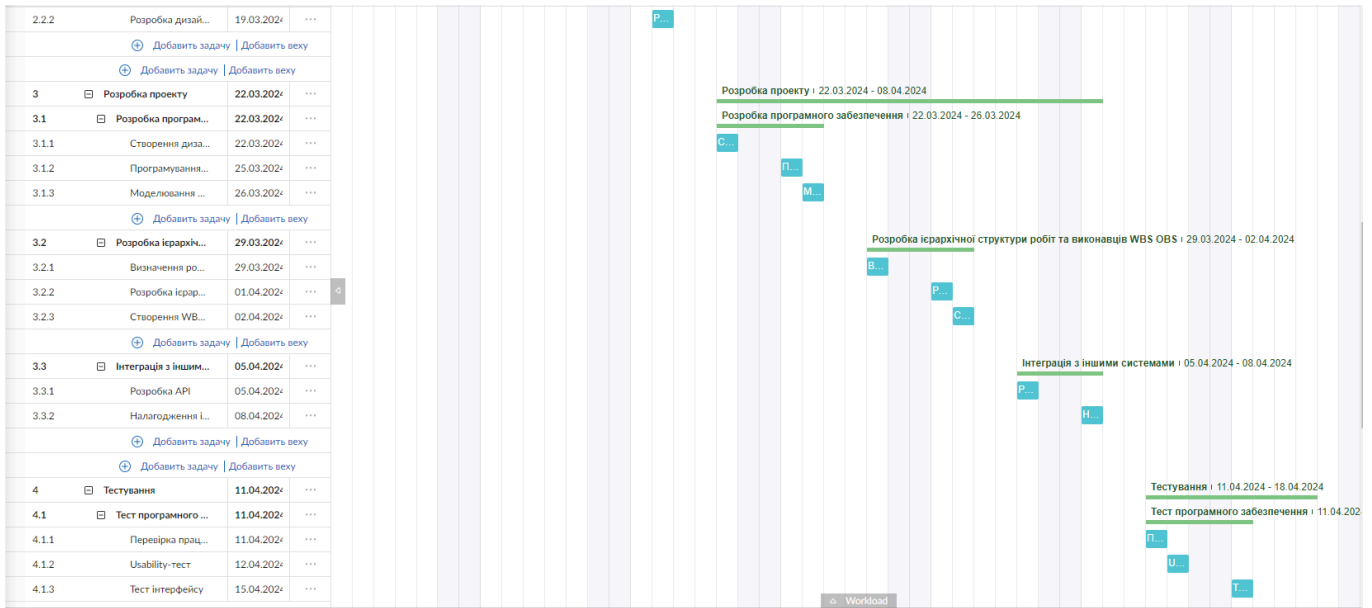 2.2.2 Розробка дизай... 19.03.2024 ... Р...
Добавить задачу | Добавить веху
Добавить задачу | Добавить веху
3 Розробка проекту 22.03.2024 ... Розробка проекту 22.03.2024 - 08.04.2024
3.1 Розробка програм... 22.03.2024 ... Розробка програмного забезпечення 22.03.2024 - 26.03.2024
3.1.1 Створення диза... 22.03.2024 ... С...
3.1.2 Програмування... 25.03.2024 ... П...
3.1.3 Моделювання ... 26.03.2024 ... М...
Добавить задачу | Добавить веху
3.2 Розробка ієрархіч... 29.03.2024 ... Розробка ієрархічної структури робіт та виконавців WBS OBS 29.03.2024 - 02.04.2024
3.2.1 Визначення ро... 29.03.2024 ... В...
3.2.2 Розробка ієрар... 01.04.2024 ... Р...
3.2.3 Створення WB... 02.04.2024 ... С...
Добавить задачу | Добавить веху
3.3 Інтеграція з іншим... 05.04.2024 ... Інтеграція з іншими системами 05.04.2024 - 08.04.2024
3.3.1 Розробка API 05.04.2024 ... Р...
3.3.2 Налагодження і... 08.04.2024 ... Н...
Добавить задачу | Добавить веху
Добавить задачу | Добавить веху
4 Тестування 11.04.2024 ... Тестування 11.04.2024 - 18.04.2024
4.1 Тест програмного ... 11.04.2024 ... Тест програмного забезпечення 11.04.202
4.1.1 Перевірка прац... 11.04.2024 ... П...
4.1.2 Usability-тест 12.04.2024 ... U...
4.1.3 Тест інтерфейсу 15.04.2024 ... Т...
Workload